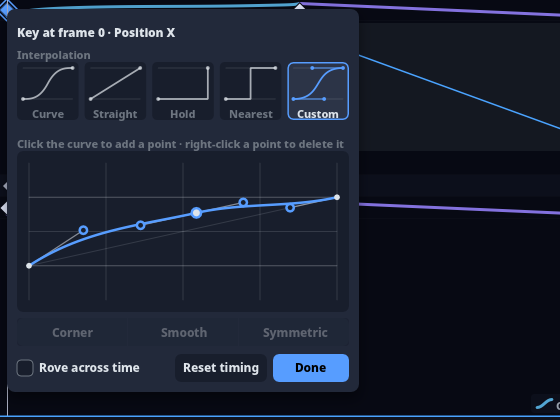 Key at frame 0 · Position X
Interpolation
Curve Straight Hold Nearest Custom
Click the curve to add a point · right-click a point to delete it
Corner Smooth Symmetric
Rove across time Reset timing Done